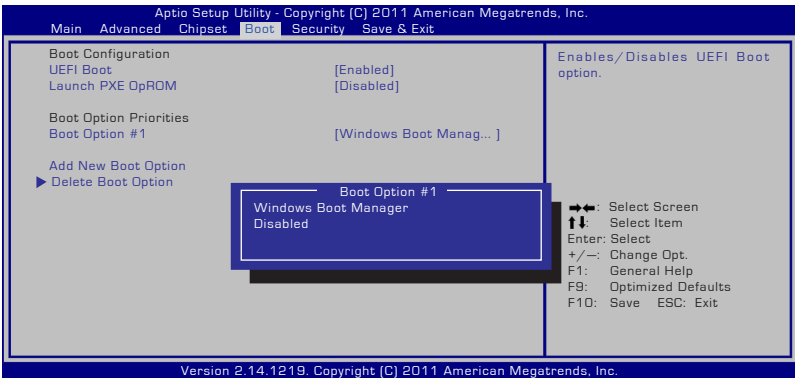 Aptio Setup Utility - Copyright (C) 2011 American Megatrends, Inc.
Main Advanced Chipset Boot Security Save & Exit
Boot Configuration
UEFI Boot [Enabled]
Launch PXE OpROM [Disabled]
Boot Option Priorities
Boot Option #1 [Windows Boot Manag... ]
Add New Boot Option
Delete Boot Option
Boot Option #1
Windows Boot Manager
Disabled
Enables/Disables UEFI Boot
option.
→←: Select Screen
↑↓: Select Item
Enter: Select
+/—: Change Opt.
F1: General Help
F9: Optimized Defaults
F10: Save ESC: Exit
Version 2.14.1219. Copyright (C) 2011 American Megatrends, Inc.